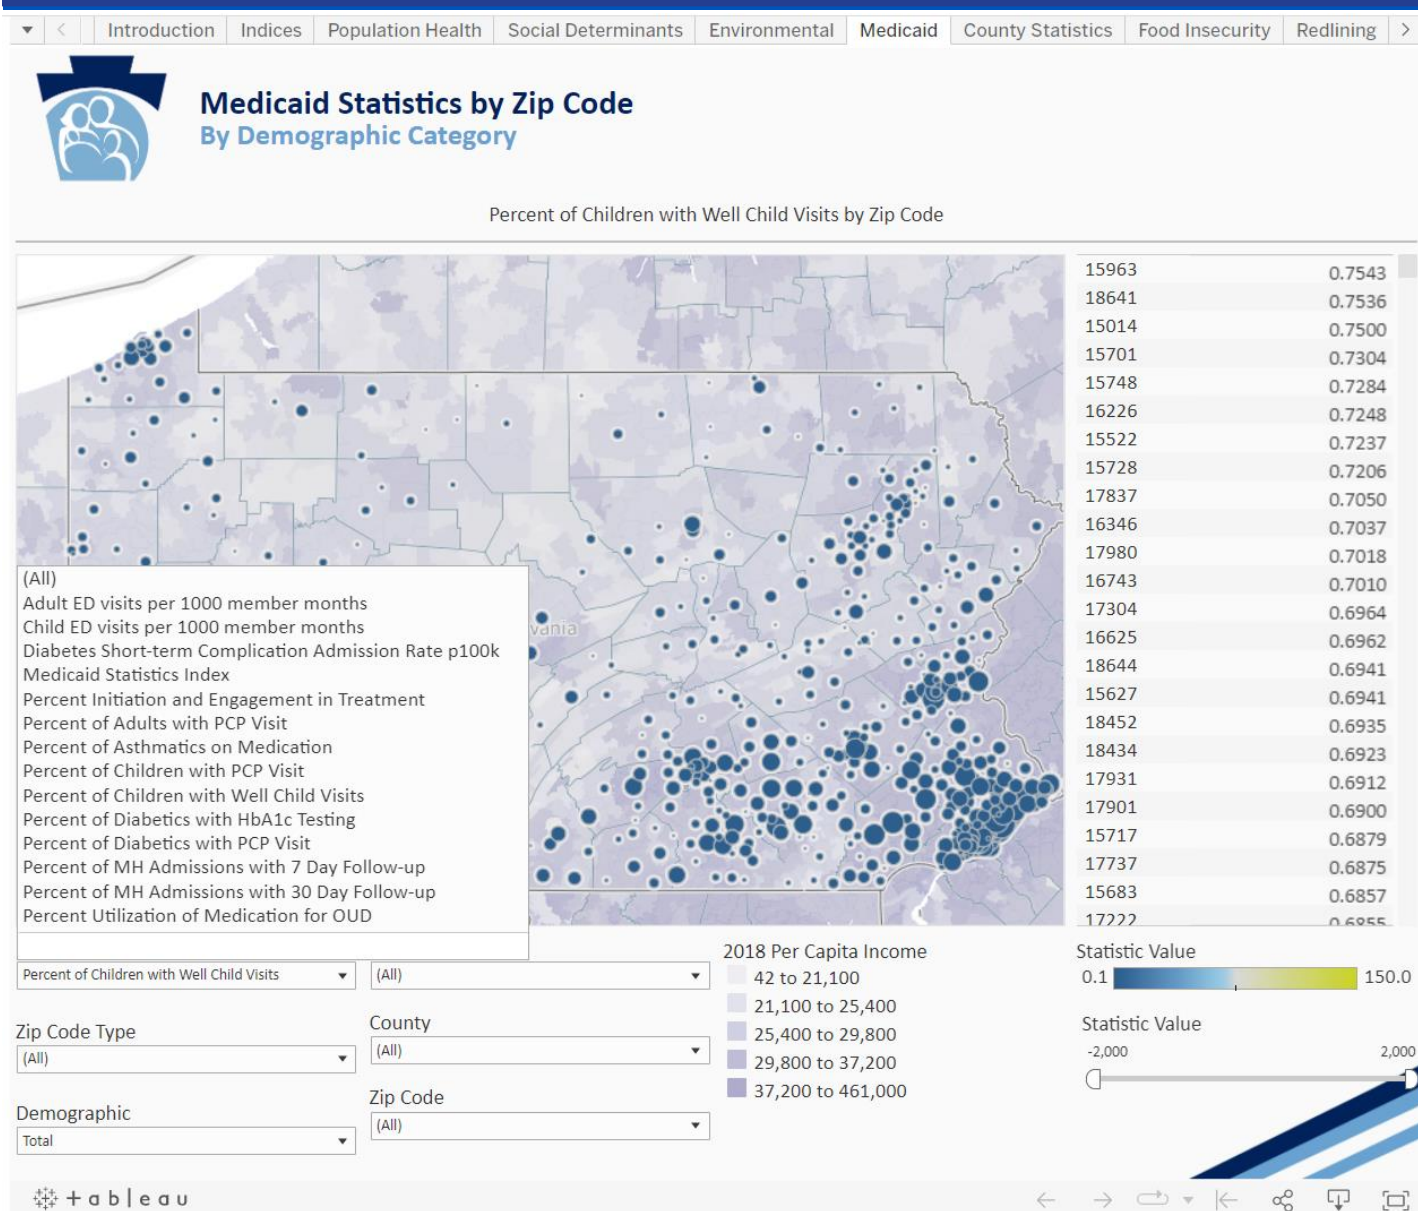 Introduction Indices Population Health Social Determinants Environmental Medicaid County Statistics Food Insecurity Redlining
Medicaid Statistics by Zip Code
By Demographic Category
Percent of Children with Well Child Visits by Zip Code
15963 0.7543
18641 0.7536
15014 0.7500
15701 0.7304
15748 0.7284
16226 0.7248
15522 0.7237
15728 0.7206
17837 0.7050
16346 0.7037
17980 0.7018
16743 0.7010
17304 0.6964
16625 0.6962
18644 0.6941
15627 0.6941
18452 0.6935
18434 0.6923
17931 0.6912
17901 0.6900
15717 0.6879
17737 0.6875
15683 0.6857
17222 0.6855
vania
(All)
Adult ED visits per 1000 member months
Child ED visits per 1000 member months
Diabetes Short-term Complication Admission Rate p100k
Medicaid Statistics Index
Percent Initiation and Engagement in Treatment
Percent of Adults with PCP Visit
Percent of Asthmatics on Medication
Percent of Children with PCP Visit
Percent of Children with Well Child Visits
Percent of Diabetics with HbA1c Testing
Percent of Diabetics with PCP Visit
Percent of MH Admissions with 7 Day Follow-up
Percent of MH Admissions with 30 Day Follow-up
Percent Utilization of Medication for OUD
Percent of Children with Well Child Visits
(All)
Zip Code Type
(All)
County
(All)
Demographic
Total
Zip Code
(All)
2018 Per Capita Income
42 to 21,100
21,100 to 25,400
25,400 to 29,800
29,800 to 37,200
37,200 to 461,000
Statistic Value
0.1 150.0
Statistic Value
-2,000 2,000
+ableau